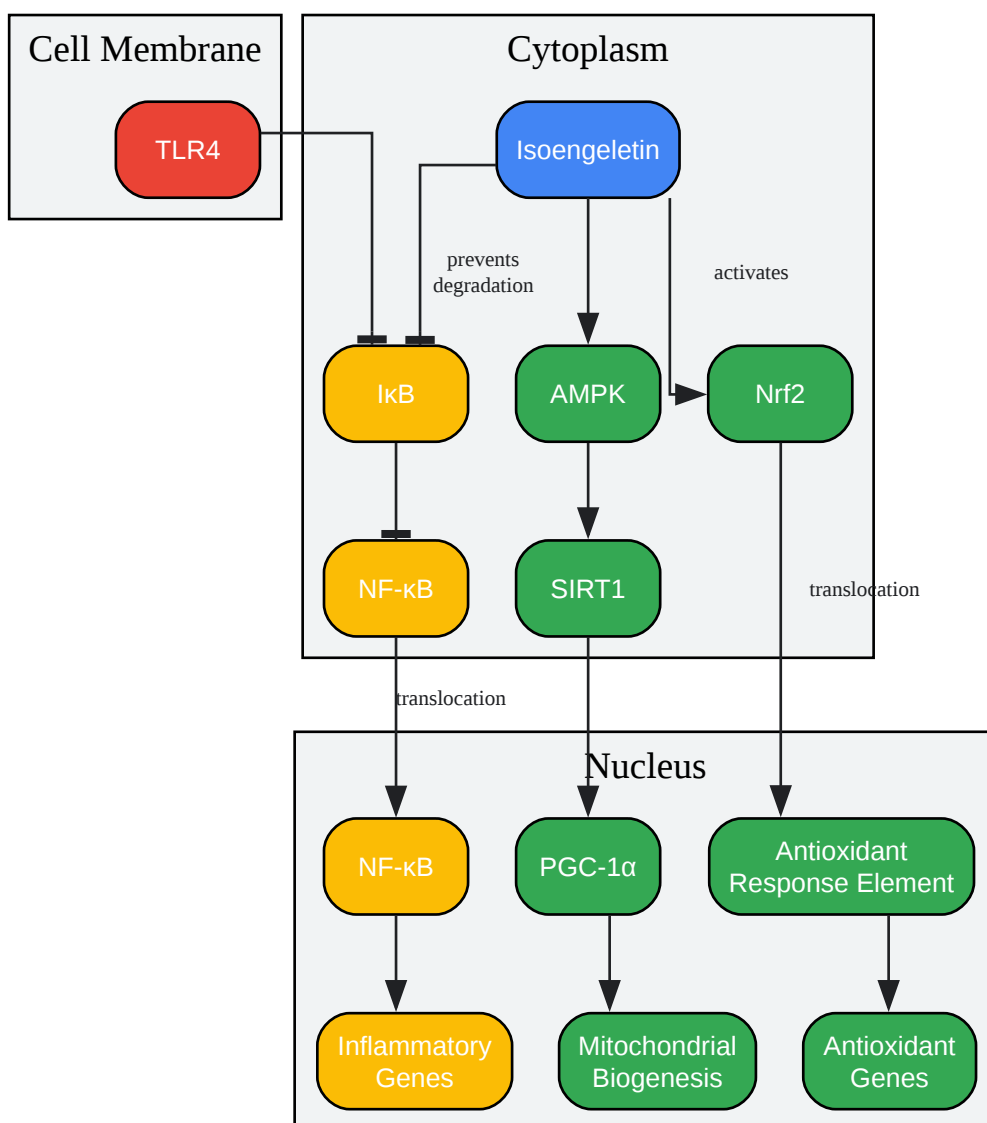 Cell Membrane
Cytoplasm
TLR4
Isoengeletin
prevents
degradation
activates
IκB
AMPK
Nrf2
NF-κB
SIRT1
translocation
translocation
Nucleus
NF-κB
PGC-1α
Antioxidant
Response Element
Inflammatory
Genes
Mitochondrial
Biogenesis
Antioxidant
Genes